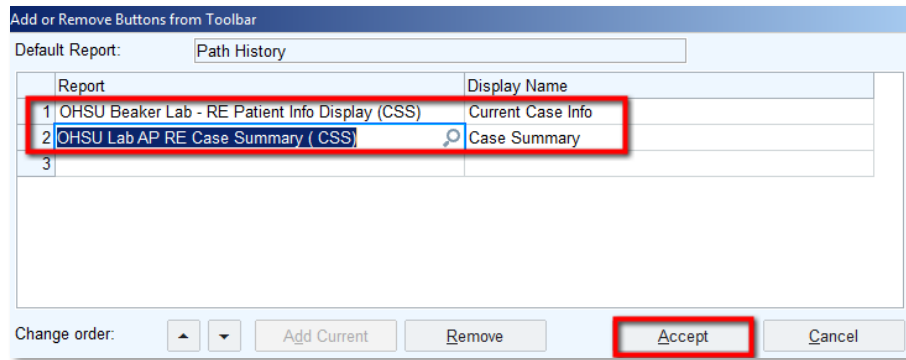 Add or Remove Buttons from Toolbar
Default Report: Path History
Report Display Name
1 OHSU Beaker Lab - RE Patient Info Display (CSS) Current Case Info
2 OHSU Lab AP RE Case Summary ( CSS) Case Summary
3
Change order: Add Current Remove Accept Cancel